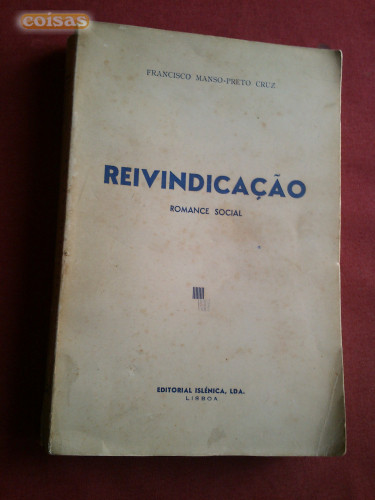 coisas
FRANCISCO MANSO-PRETO CRUZ
REIVINDICAÇÃO
ROMANCE SOCIAL
EDITORIAL ISLÉNICA, LDA.
LISBOA